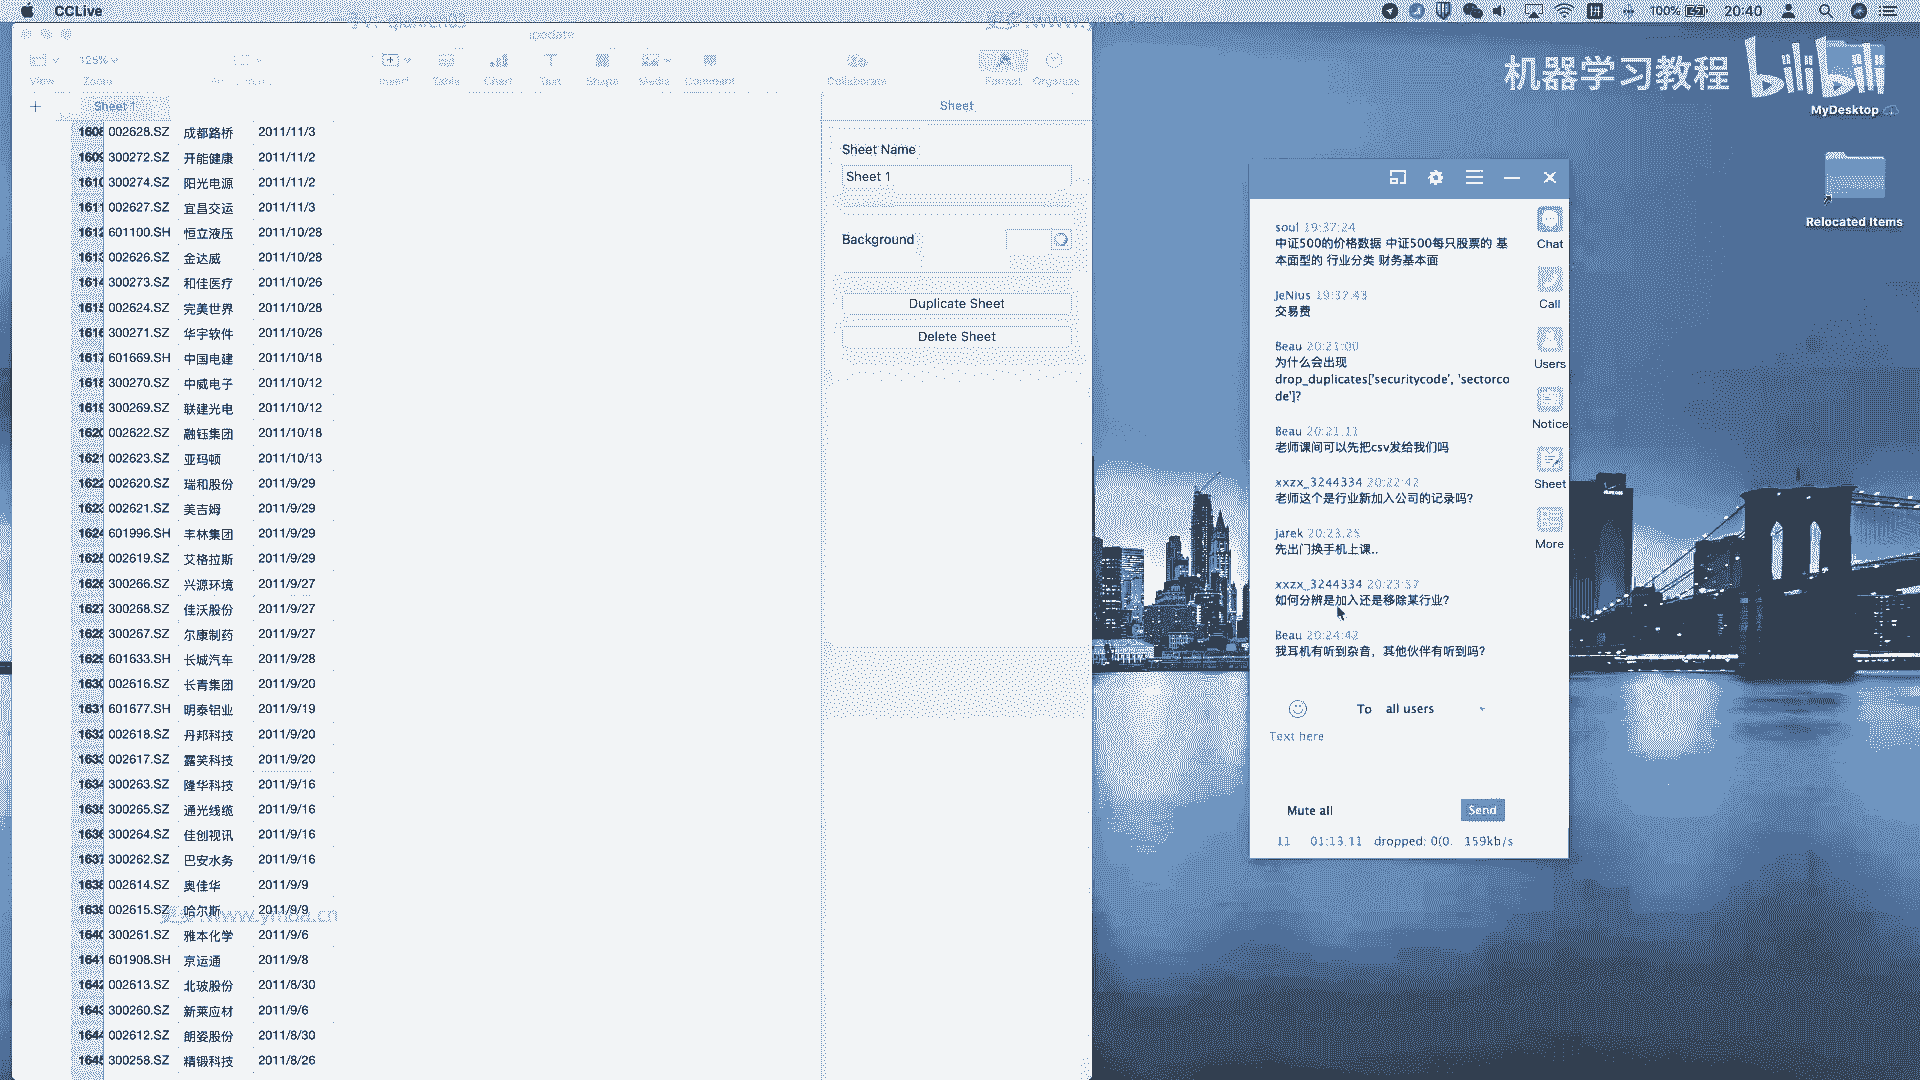 CCLive
100%
20:40
ipdate
125%
View
Zoom
Insert
Table
Chart
Text
Shape
Media
Comment
Collaborate
Format
Organize
Sheet 1
Sheet
1608 002628.SZ 成都路桥 2011/11/3
1609 300272.SZ 开能健康 2011/11/2
1610 300274.SZ 阳光电源 2011/11/2
1611 002627.SZ 宜昌交运 2011/11/3
1612 601100.SH 恒立液压 2011/10/28
1613 002626.SZ 金达威 2011/10/28
1614 300273.SZ 和佳医疗 2011/10/26
1615 002624.SZ 完美世界 2011/10/28
1616 300271.SZ 华宇软件 2011/10/26
1617 601669.SH 中国电建 2011/10/18
1618 300270.SZ 中威电子 2011/10/12
1619 300269.SZ 联建光电 2011/10/12
1620 002622.SZ 融钰集团 2011/10/18
1621 002623.SZ 亚玛顿 2011/10/13
1622 002620.SZ 瑞和股份 2011/9/29
1623 002621.SZ 美吉姆 2011/9/29
1624 601996.SH 丰林集团 2011/9/29
1625 002619.SZ 艾格拉斯 2011/9/29
1626 300266.SZ 兴源环境 2011/9/27
1627 300268.SZ 佳沃股份 2011/9/27
1628 300267.SZ 尔康制药 2011/9/27
1629 601633.SH 长城汽车 2011/9/28
1630 002616.SZ 长青集团 2011/9/20
1631 601677.SH 明泰铝业 2011/9/19
1632 002618.SZ 丹邦科技 2011/9/20
1633 002617.SZ 露笑科技 2011/9/20
1634 300263.SZ 隆华科技 2011/9/16
1635 300265.SZ 通光线缆 2011/9/16
1636 300264.SZ 佳创视讯 2011/9/16
1637 300262.SZ 巴安水务 2011/9/16
1638 002614.SZ 奥佳华 2011/9/9
1639 002615.SZ 哈尔斯 2011/9/9
1640 300261.SZ 雅本化学 2011/9/6
1641 601908.SH 京运通 2011/9/8
1642 002613.SZ 北玻股份 2011/8/30
1643 300260.SZ 新莱应材 2011/9/6
1644 002612.SZ 朗姿股份 2011/8/30
1645 300258.SZ 精锻科技 2011/8/26
Sheet Name
Sheet 1
Background
Duplicate Sheet
Delete Sheet
机器学习教程 bilibili
MyDesktop
Relocated Items
soul 19:37:24
中证500的价格数据 中证500每只股票的 基
本面型的 行业分类 财务基本面
JeNius 19:37:43
交易费
Beau 20:21:00
为什么会出现
drop_duplicates['securitycode', 'sectorco
de']?
Beau 20:21:11
老师课间可以先把csv发给我们吗
xxzx_3244334 20:22:42
老师这个是行业新加入公司的记录吗?
jarek 20:23:25
先出门换手机上课..
xxzx_3244334 20:23:57
如何分辨是加入还是移除某行业?
Beau 20:24:42
我耳机有听到杂音，其他伙伴有听到吗?
Chat
Call
Users
Notice
Sheet
More
To all users
Text here
Mute all
Send
11 01:13:11 dropped: 0(0. 159kb/s